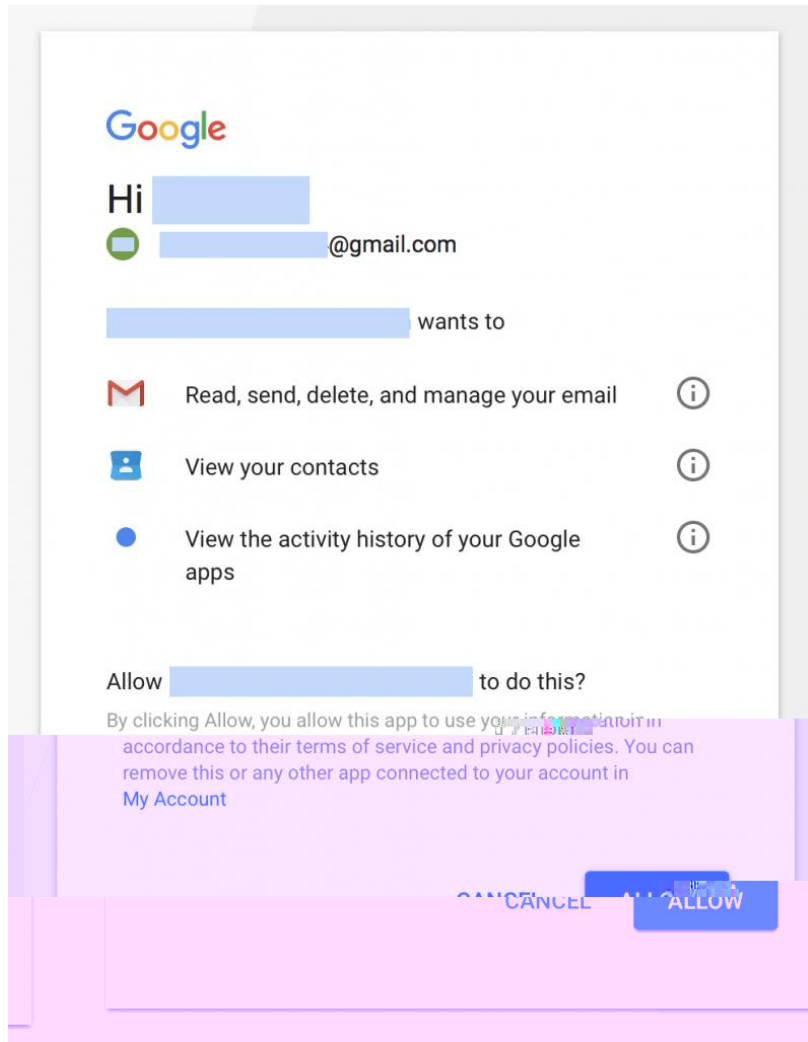 Google
Hi
@gmail.com
wants to
Read, send, delete, and manage your email
View your contacts
View the activity history of your Google
apps
Allow to do this?
By clicking Allow, you allow this app to use your information in
accordance to their terms of service and privacy policies. You can
remove this or any other app connected to your account in
My Account
CANCEL ALLOW